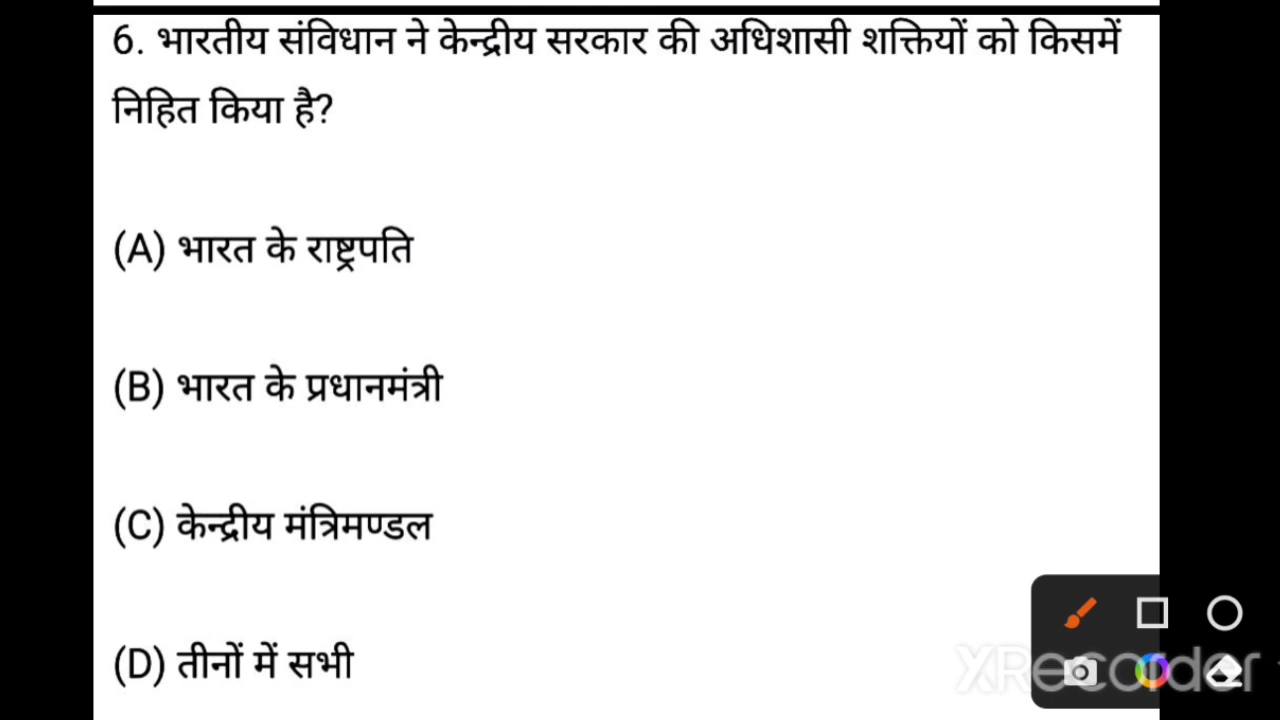 6. भारतीय संविधान ने केन्द्रीय सरकार की अधिशासी शक्तियों को किसमें
निहित किया है?
(A) भारत के राष्ट्रपति
(B) भारत के प्रधानमंत्री
(C) केन्द्रीय मंत्रिमण्डल
(D) तीनों में सभी
XRecorder